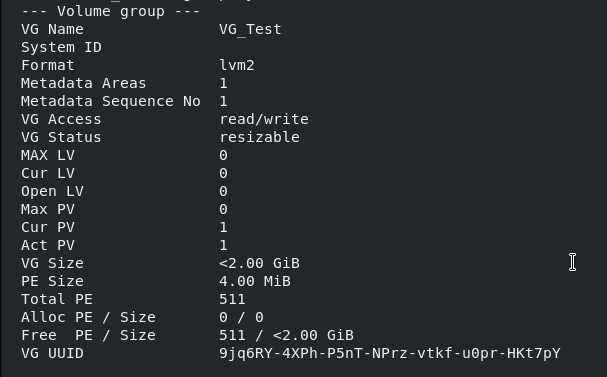 --- Volume group ---
VG Name               VG_Test
System ID
Format                lvm2
Metadata Areas        1
Metadata Sequence No  1
VG Access             read/write
VG Status             resizable
MAX LV                0
Cur LV                0
Open LV               0
Max PV                0
Cur PV                1
Act PV                1
VG Size               <2.00 GiB
PE Size               4.00 MiB
Total PE              511
Alloc PE / Size       0 / 0
Free  PE / Size       511 / <2.00 GiB
VG UUID               9jq6RY-4XPh-P5nT-NPrz-vtkf-u0pr-HKt7pY